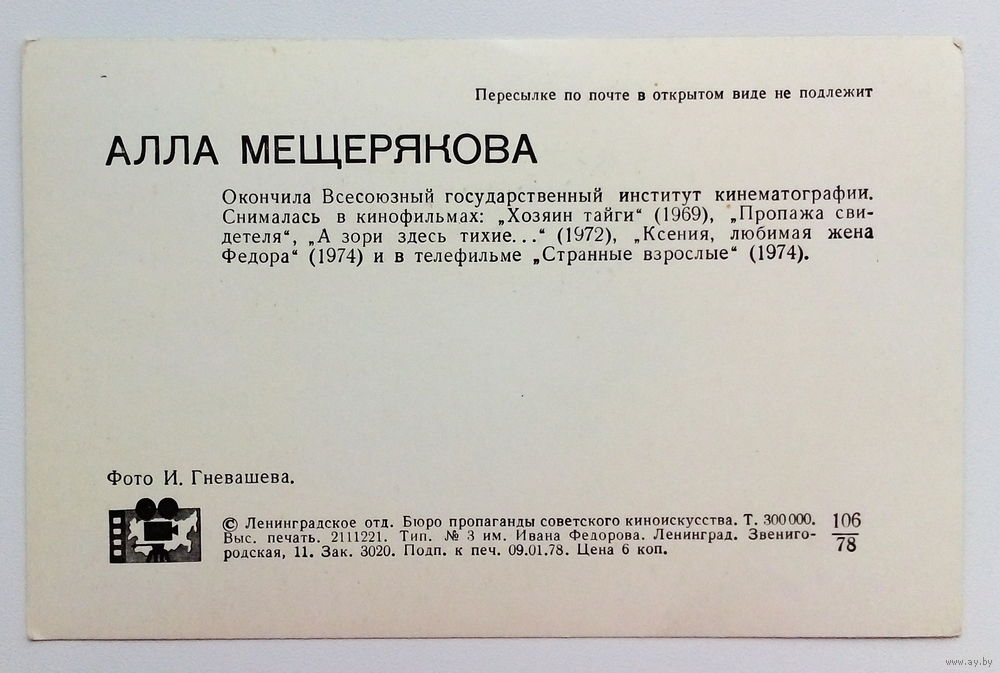 Пересылке по почте в открытом виде не подлежит
АЛЛА МЕЩЕРЯКОВА
Окончила Всесоюзный государственный институт кинематографии.
Снималась в кинофильмах: „Хозяин тайги“ (1969), „Пропажа сви-
детеля“, „А зори здесь тихие...“ (1972), „Ксения, любимая жена
Федора“ (1974) и в телефильме „Странные взрослые“ (1974).
Фото И. Гневашева.
© Ленинградское отд. Бюро пропаганды советского киноискусства. Т. 300 000.
Выс. печать. 2111221. Тип. № 3 им. Ивана Федорова. Ленинград. Звениго-
родская, 11. Зак. 3020. Подп. к печ. 09.01.78. Цена 6 коп.
106
78
www.ay.by